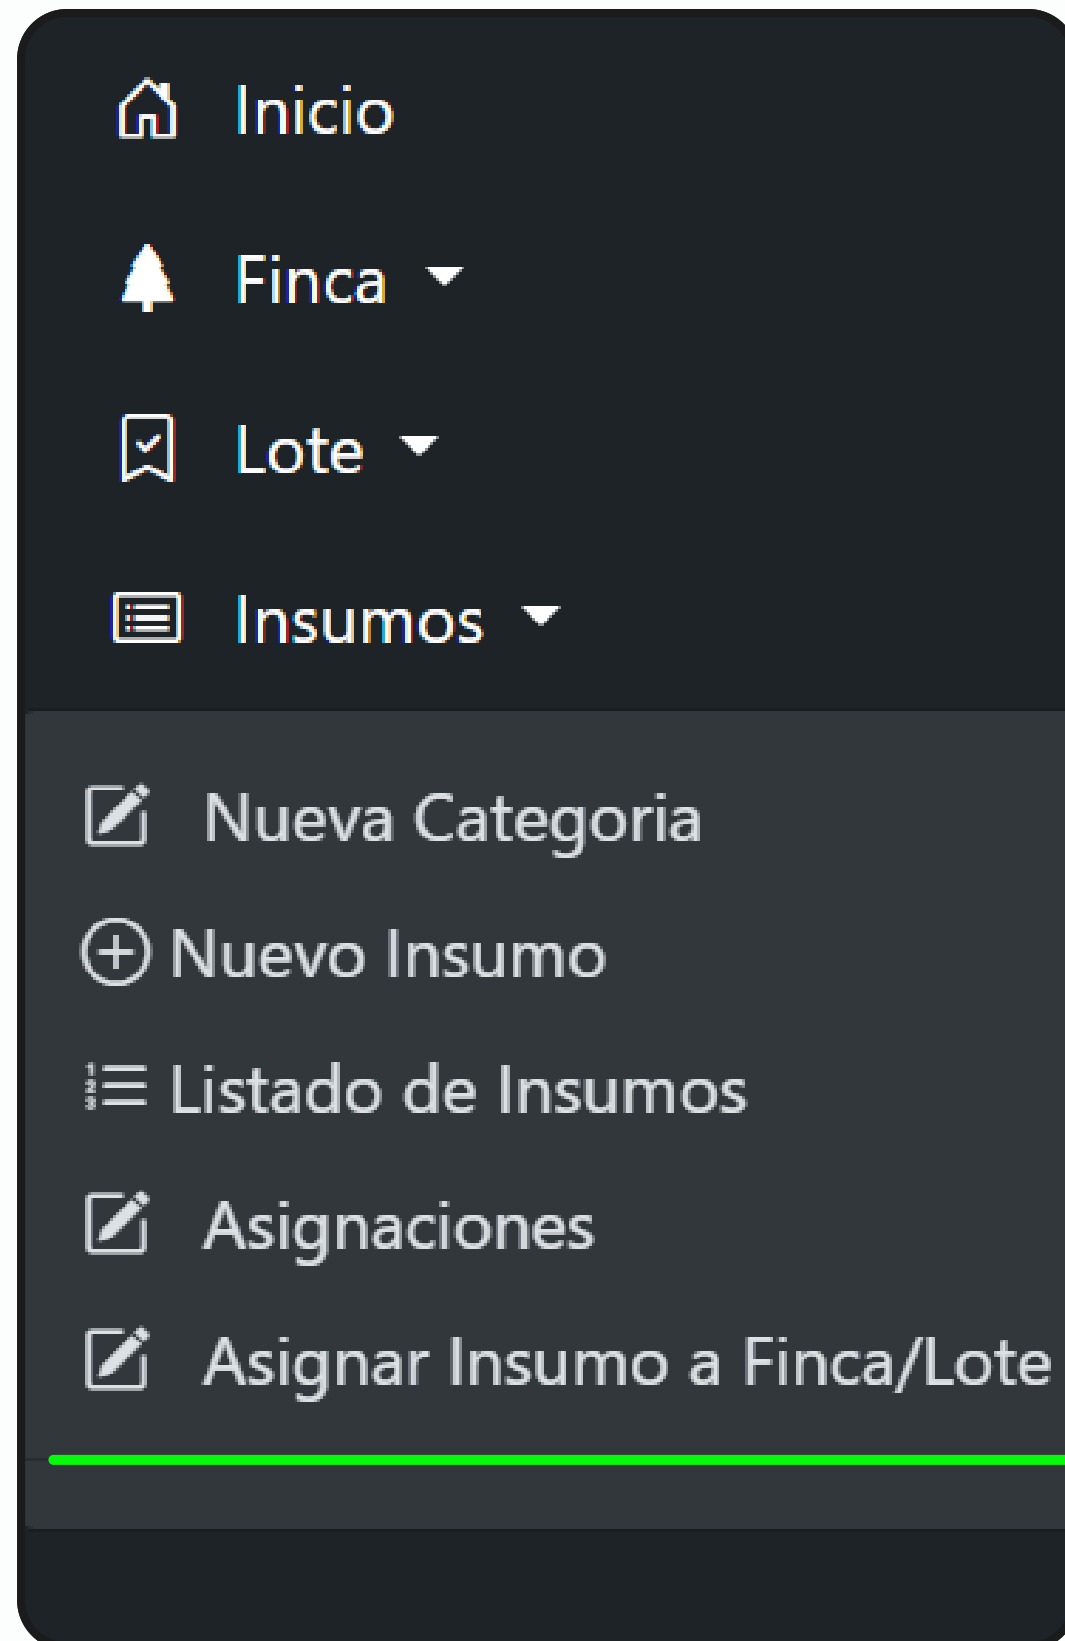 Inicio
Finca
Lote
Insumos
Nueva Categoria
Nuevo Insumo
Listado de Insumos
Asignaciones
Asignar Insumo a Finca/Lote